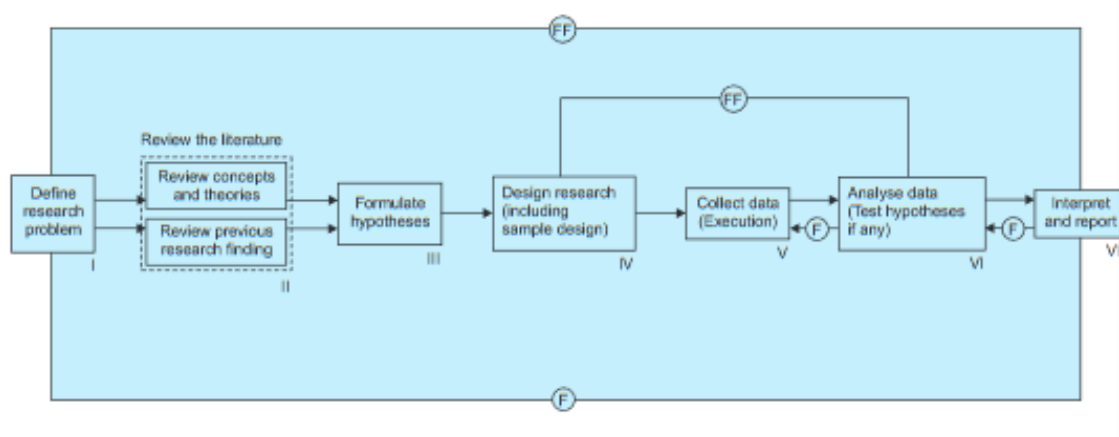 FF
FF
Review the literature
Define
research
problem
I
Review concepts
and theories
Review previous
research finding
II
Formulate
hypotheses
III
Design research
(including
sample design)
IV
Collect data
(Execution)
V
F
Analyse data
(Test hypotheses
if any)
VI
F
Interpret
and report
F